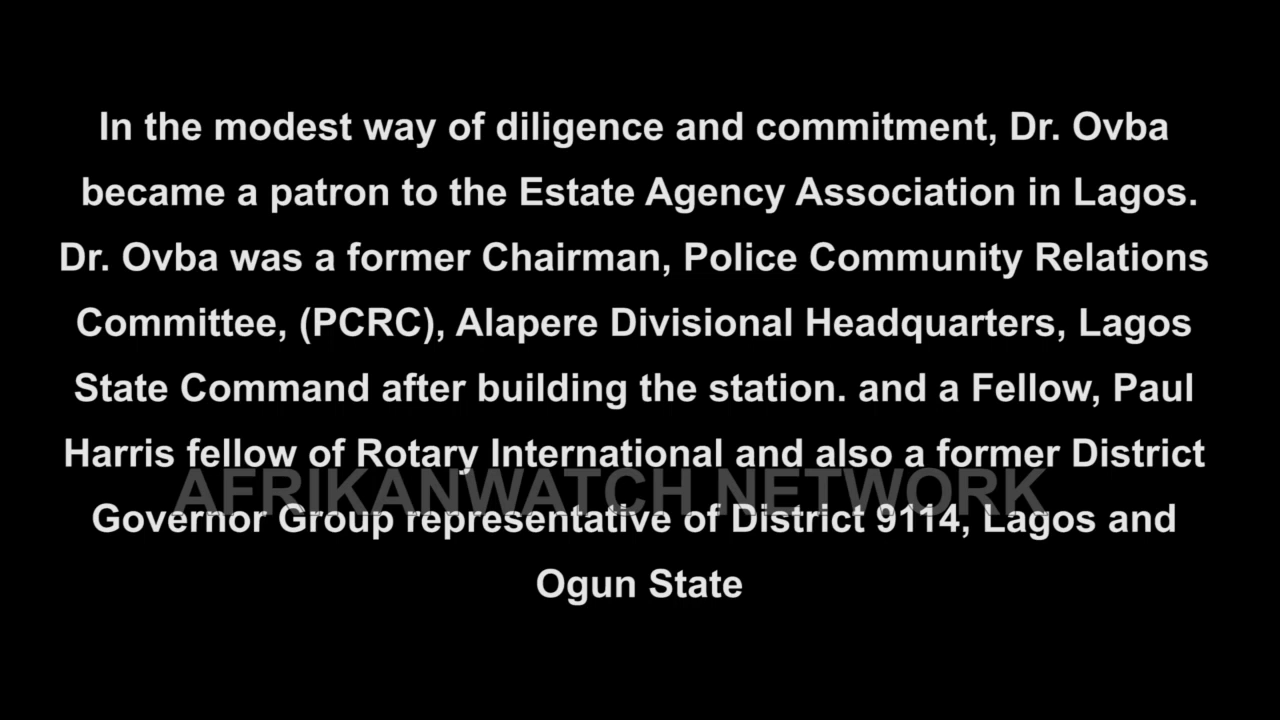 In the modest way of diligence and commitment, Dr. Ovba
became a patron to the Estate Agency Association in Lagos.
Dr. Ovba was a former Chairman, Police Community Relations
Committee, (PCRC), Alapere Divisional Headquarters, Lagos
State Command after building the station. and a Fellow, Paul
Harris fellow of Rotary International and also a former District
AFRIKANWATCH NETWORK
Governor Group representative of District 9114, Lagos and
Ogun State